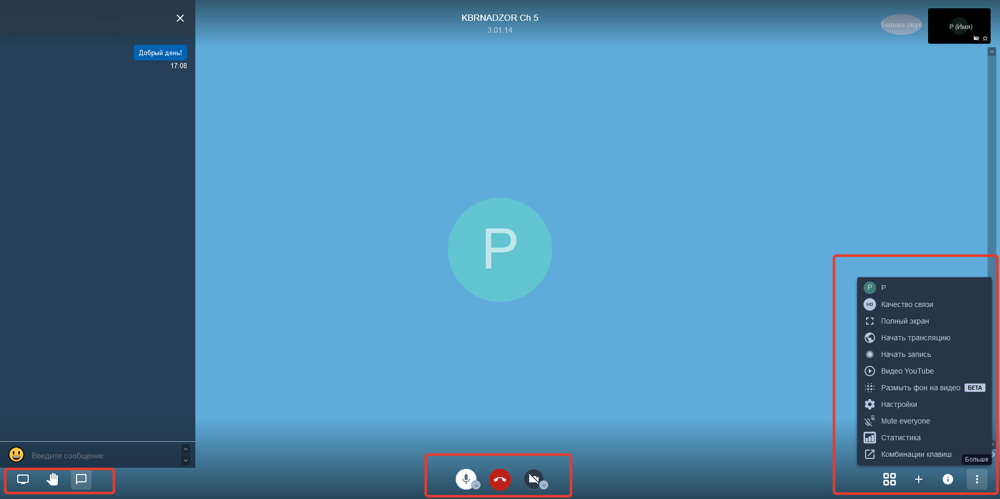 KBRNADZOR Ch 5
3:01:14
Только звук
P (Имя)
Добрый день!
17:08
P
P P
HD Качество связи
Полный экран
Начать трансляцию
Начать запись
Видео YouTube
Размыть фон на видео БЕТА
Настройки
Mute everyone
Статистика
Комбинации клавиш
Больше
Введите сообщение